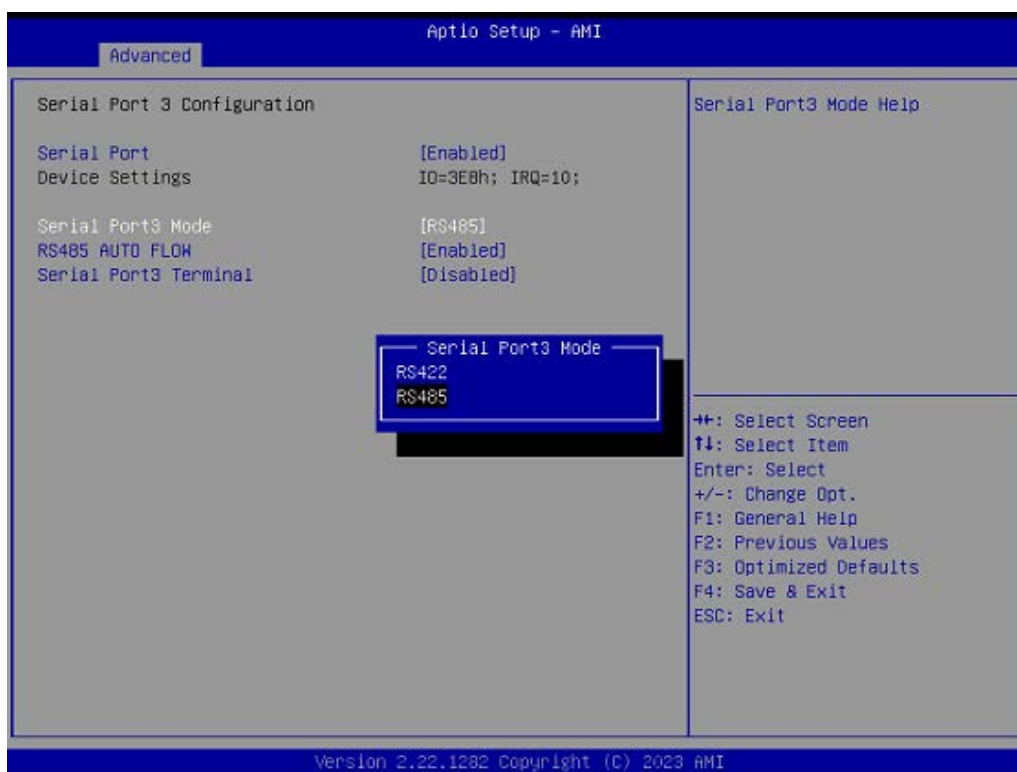 Aptio Setup - AMI
Advanced
Serial Port 3 Configuration
Serial Port [Enabled]
Device Settings IO=3E8h; IRQ=10;
Serial Port3 Mode [RS485]
RS485 AUTO FLOW [Enabled]
Serial Port3 Terminal [Disabled]
Serial Port3 Mode
RS422
RS485
Serial Port3 Mode Help
→←: Select Screen
↑↓: Select Item
Enter: Select
+/-: Change Opt.
F1: General Help
F2: Previous Values
F3: Optimized Defaults
F4: Save & Exit
ESC: Exit
Version 2.22.1282 Copyright (C) 2023 AMI